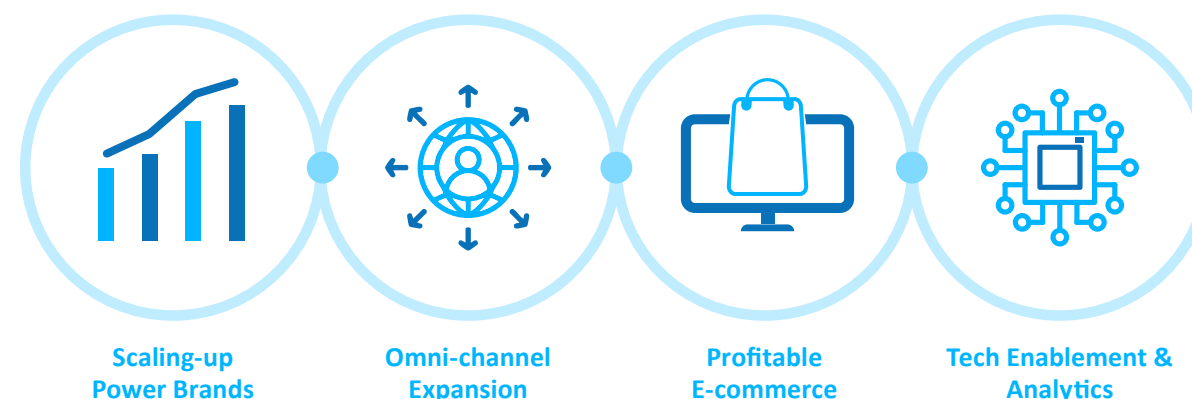 Scaling-up
Power Brands
Omni-channel
Expansion
Profitable
E-commerce
Tech Enablement &
Analytics